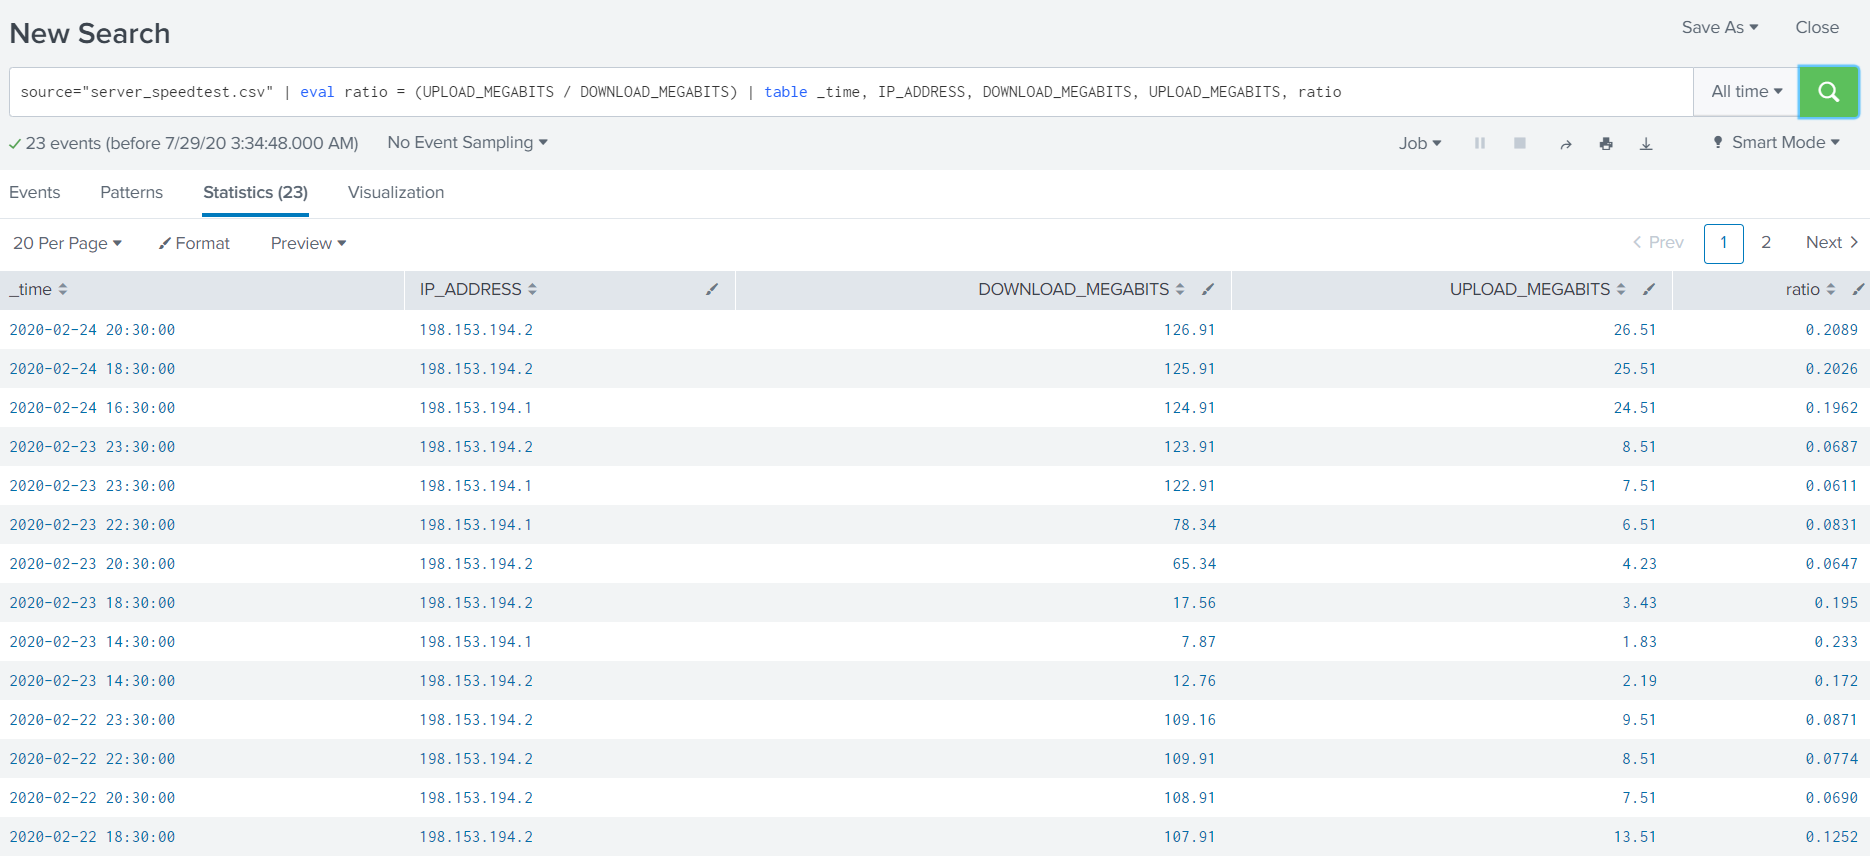 New Search
Save As Close
source="server_speedtest.csv" | eval ratio = (UPLOAD_MEGABITS / DOWNLOAD_MEGABITS) | table _time, IP_ADDRESS, DOWNLOAD_MEGABITS, UPLOAD_MEGABITS, ratio
All time
23 events (before 7/29/20 3:34:48.000 AM) No Event Sampling Job Smart Mode
Events Patterns Statistics (23) Visualization
20 Per Page Format Preview Prev 1 2 Next
_time IP_ADDRESS DOWNLOAD_MEGABITS UPLOAD_MEGABITS ratio
2020-02-24 20:30:00 198.153.194.2 126.91 26.51 0.2089
2020-02-24 18:30:00 198.153.194.2 125.91 25.51 0.2026
2020-02-24 16:30:00 198.153.194.1 124.91 24.51 0.1962
2020-02-23 23:30:00 198.153.194.2 123.91 8.51 0.0687
2020-02-23 23:30:00 198.153.194.1 122.91 7.51 0.0611
2020-02-23 22:30:00 198.153.194.1 78.34 6.51 0.0831
2020-02-23 20:30:00 198.153.194.2 65.34 4.23 0.0647
2020-02-23 18:30:00 198.153.194.2 17.56 3.43 0.195
2020-02-23 14:30:00 198.153.194.1 7.87 1.83 0.233
2020-02-23 14:30:00 198.153.194.2 12.76 2.19 0.172
2020-02-22 23:30:00 198.153.194.2 109.16 9.51 0.0871
2020-02-22 22:30:00 198.153.194.2 109.91 8.51 0.0774
2020-02-22 20:30:00 198.153.194.2 108.91 7.51 0.0690
2020-02-22 18:30:00 198.153.194.2 107.91 13.51 0.1252